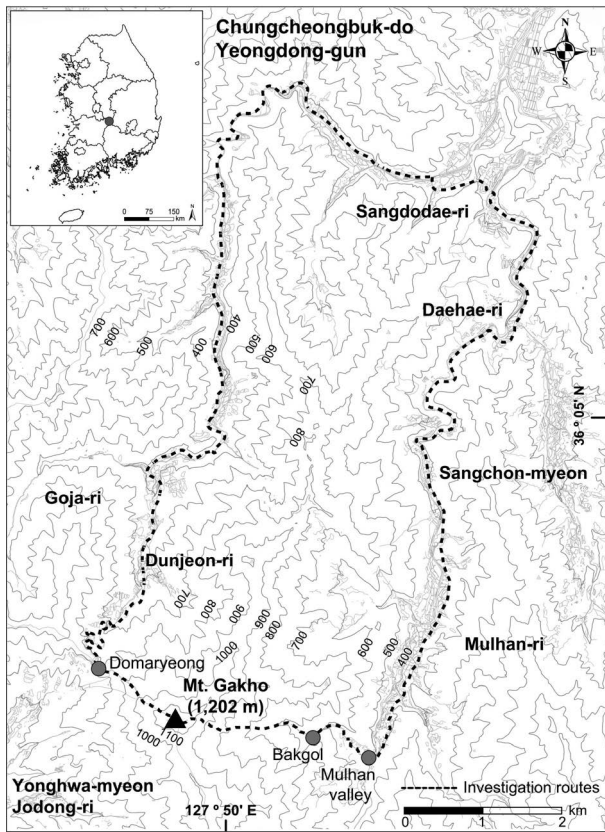 Chungcheongbuk-do
Yeongdong-gun
N
W E
S
0 75 150
km
N
Sangdodae-ri
Daehae-ri
700
600
500
400
400
500
600
700
800
36 º 05' N
Goja-ri
Sangchon-myeon
Dunjeon-ri
700
800
900
1000
900
800
700
600
500
400
Mulhan-ri
Domaryeong
Mt. Gakho
(1,202 m)
1000
100
Bakgol
Mulhan
valley
Yonghwa-myeon
Jodong-ri
127 º 50' E
Investigation routes
km
0 1 2